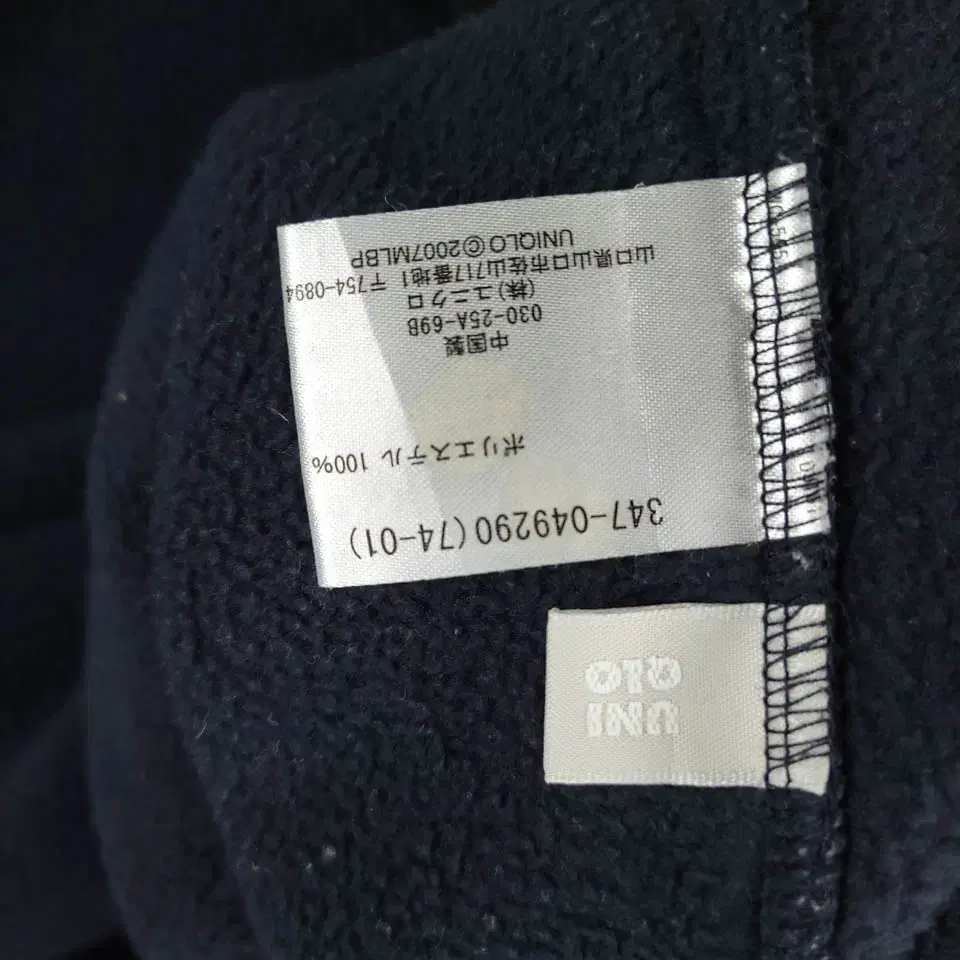 347-049290(74-01)
ポリエステル 100%
中国製
030-25A-69B
(株)ユニクロ
山口県山口市佐山717番地1 〒754-0894
UNIQLO©2007MLBP
UNI
QLO